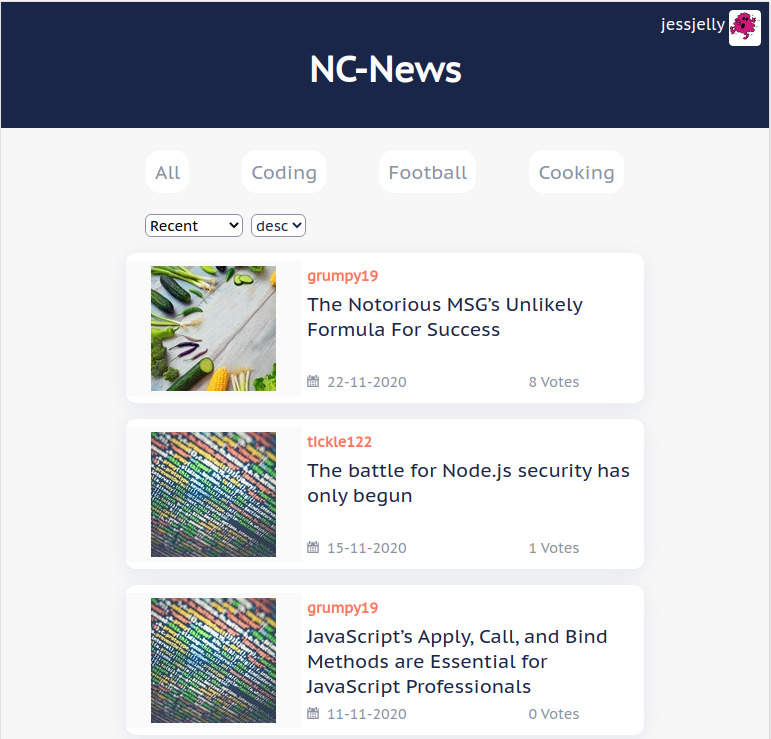 jessjelly
NC-News
All Coding Football Cooking
Recent desc
grumpy19
The Notorious MSG’s Unlikely
Formula For Success
22-11-2020 8 Votes
tickle122
The battle for Node.js security has
only begun
15-11-2020 1 Votes
grumpy19
JavaScript’s Apply, Call, and Bind
Methods are Essential for
JavaScript Professionals
11-11-2020 0 Votes